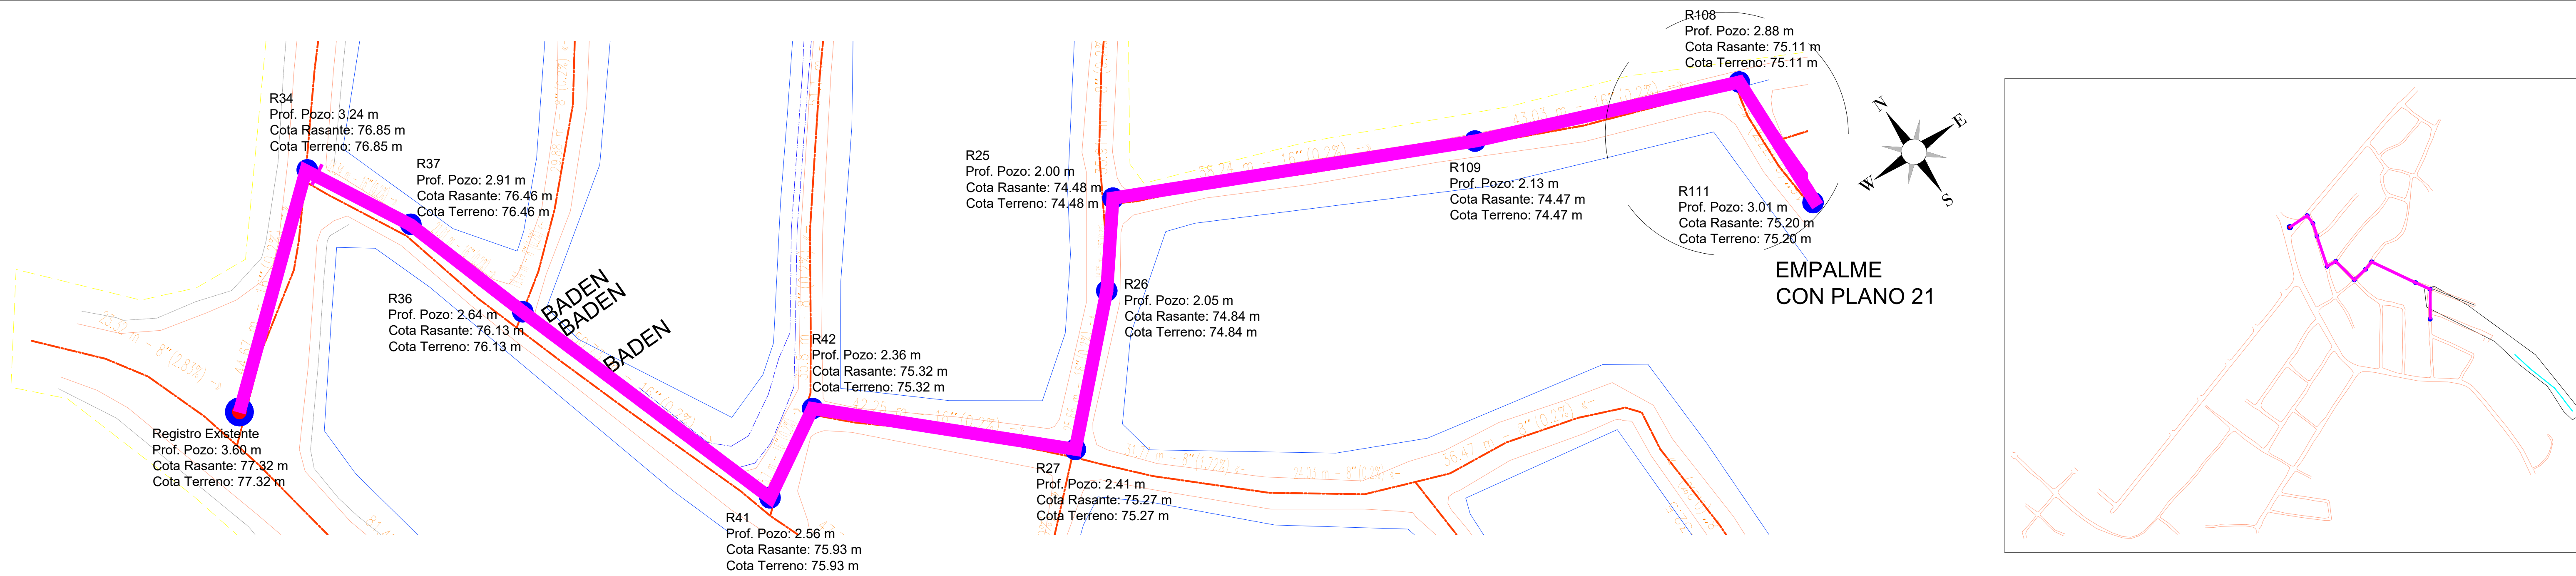 R108
Prof. Pozo: 2.88 m
Cota Rasante: 75.11 m
Cota Terreno: 75.11 m
R34
Prof. Pozo: 3.24 m
Cota Rasante: 76.85 m
Cota Terreno: 76.85 m
R37
Prof. Pozo: 2.91 m
Cota Rasante: 76.46 m
Cota Terreno: 76.46 m
R25
Prof. Pozo: 2.00 m
Cota Rasante: 74.48 m
Cota Terreno: 74.48 m
R109
Prof. Pozo: 2.13 m
Cota Rasante: 74.47 m
Cota Terreno: 74.47 m
R111
Prof. Pozo: 3.01 m
Cota Rasante: 75.20 m
Cota Terreno: 75.20 m
N
E
W
S
EMPALME
CON PLANO 21
R36
Prof. Pozo: 2.64 m
Cota Rasante: 76.13 m
Cota Terreno: 76.13 m
BADEN
BADEN
BADEN
R26
Prof. Pozo: 2.05 m
Cota Rasante: 74.84 m
Cota Terreno: 74.84 m
R42
Prof. Pozo: 2.36 m
Cota Rasante: 75.32 m
Cota Terreno: 75.32 m
Registro Existente
Prof. Pozo: 3.60 m
Cota Rasante: 77.32 m
Cota Terreno: 77.32 m
R27
Prof. Pozo: 2.41 m
Cota Rasante: 75.27 m
Cota Terreno: 75.27 m
R41
Prof. Pozo: 2.56 m
Cota Rasante: 75.93 m
Cota Terreno: 75.93 m
36.47 m - 8" (0.2%)